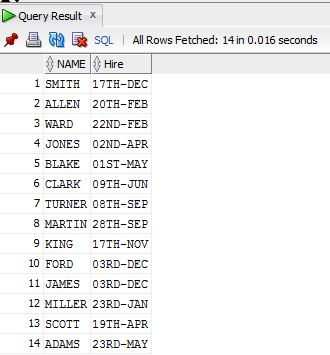 Query Result x
SQL | All Rows Fetched: 14 in 0.016 seconds
NAME Hire
1 SMITH 17TH-DEC
2 ALLEN 20TH-FEB
3 WARD 22ND-FEB
4 JONES 02ND-APR
5 BLAKE 01ST-MAY
6 CLARK 09TH-JUN
7 TURNER 08TH-SEP
8 MARTIN 28TH-SEP
9 KING 17TH-NOV
10 FORD 03RD-DEC
11 JAMES 03RD-DEC
12 MILLER 23RD-JAN
13 SCOTT 19TH-APR
14 ADAMS 23RD-MAY